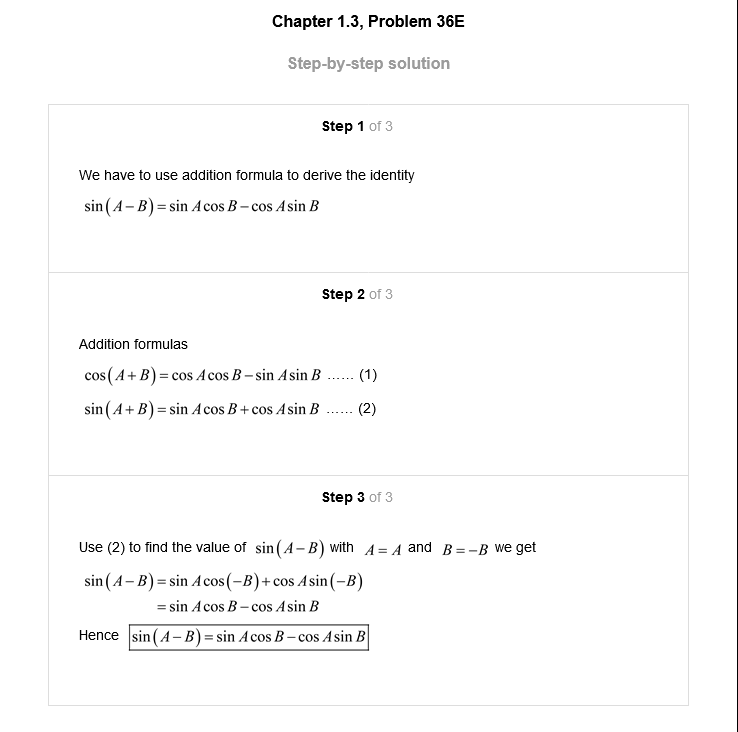 Chapter 1.3, Problem 36E
Step-by-step solution
Step 1 of 3
We have to use addition formula to derive the identity
sin(A−B)=sin A cos B−cos A sin B
Step 2 of 3
Addition formulas
cos(A+B)=cos A cos B−sin A sin B ...... (1)
sin(A+B)=sin A cos B+cos A sin B ...... (2)
Step 3 of 3
Use (2) to find the value of sin(A−B) with A=A and B=−B we get
sin(A−B)=sin A cos(−B)+cos A sin(−B)
=sin A cos B−cos A sin B
Hence sin(A−B)=sin A cos B−cos A sin B